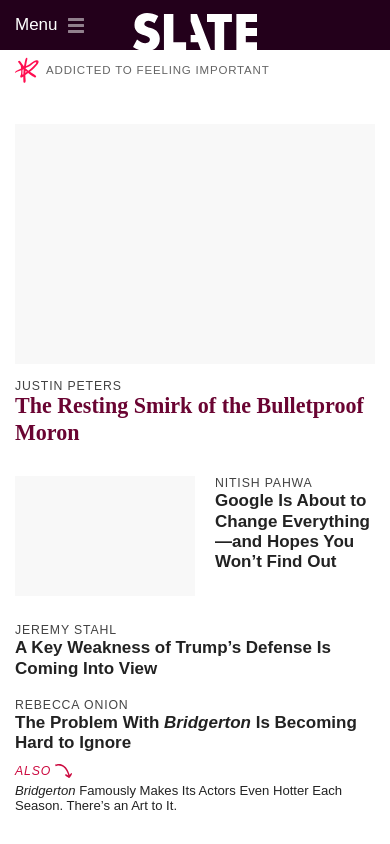 Menu
SLATE
ADDICTED TO FEELING IMPORTANT
JUSTIN PETERS
The Resting Smirk of the Bulletproof
Moron
NITISH PAHWA
Google Is About to
Change Everything
—and Hopes You
Won’t Find Out
JEREMY STAHL
A Key Weakness of Trump’s Defense Is
Coming Into View
REBECCA ONION
The Problem With Bridgerton Is Becoming
Hard to Ignore
ALSO
Bridgerton Famously Makes Its Actors Even Hotter Each
Season. There’s an Art to It.